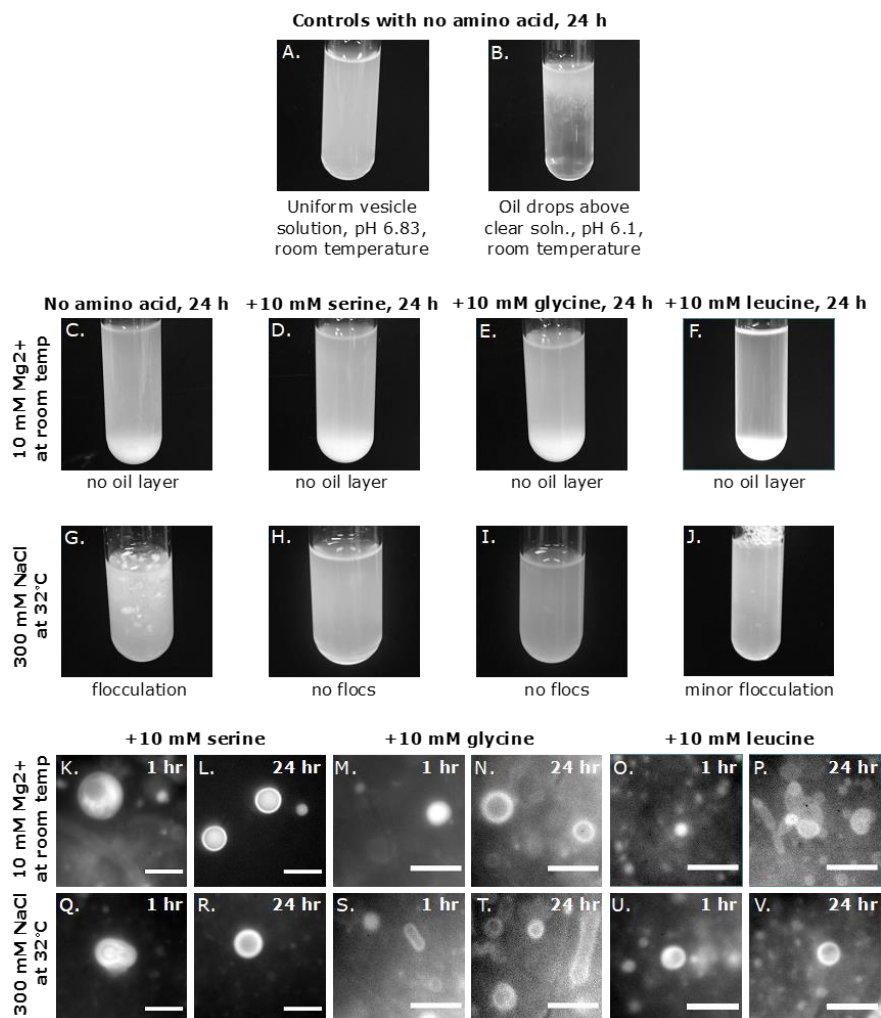 Controls with no amino acid, 24 h
A.
B.
Uniform vesicle
solution, pH 6.83,
room temperature
Oil drops above
clear soln., pH 6.1,
room temperature
No amino acid, 24 h
+10 mM serine, 24 h
+10 mM glycine, 24 h
+10 mM leucine, 24 h
10 mM Mg2+
at room temp
C.
D.
E.
F.
no oil layer
no oil layer
no oil layer
no oil layer
300 mM NaCl
at 32°C
G.
H.
I.
J.
flocculation
no flocs
no flocs
minor flocculation
+10 mM serine
+10 mM glycine
+10 mM leucine
10 mM Mg2+
at room temp
K. 1 hr
L. 24 hr
M. 1 hr
N. 24 hr
O. 1 hr
P. 24 hr
300 mM NaCl
at 32°C
Q. 1 hr
R. 24 hr
S. 1 hr
T. 24 hr
U. 1 hr
V. 24 hr